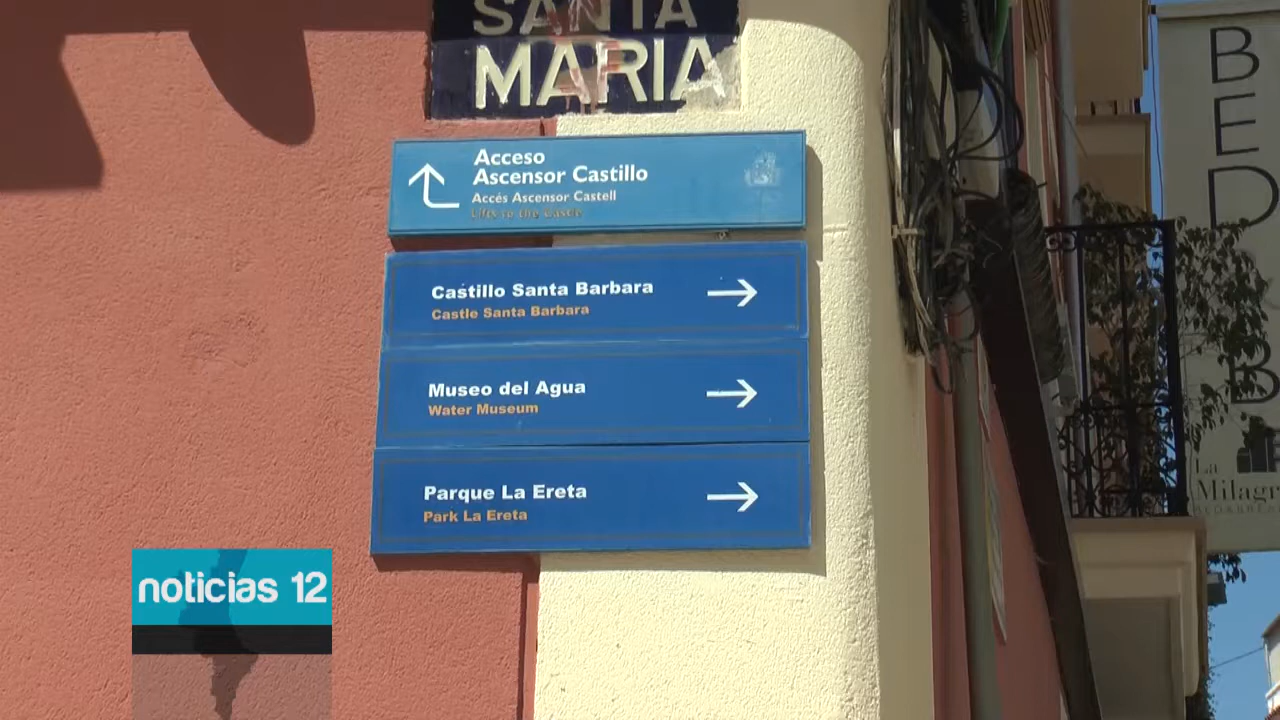 SANTA
MARIA
Acceso
Ascensor Castillo
Accés Ascensor Castell
Lifts to the Castle
Castillo Santa Barbara
Castle Santa Barbara
Museo del Agua
Water Museum
Parque La Ereta
Park La Ereta
noticias 12
BED&B
La
Milagr